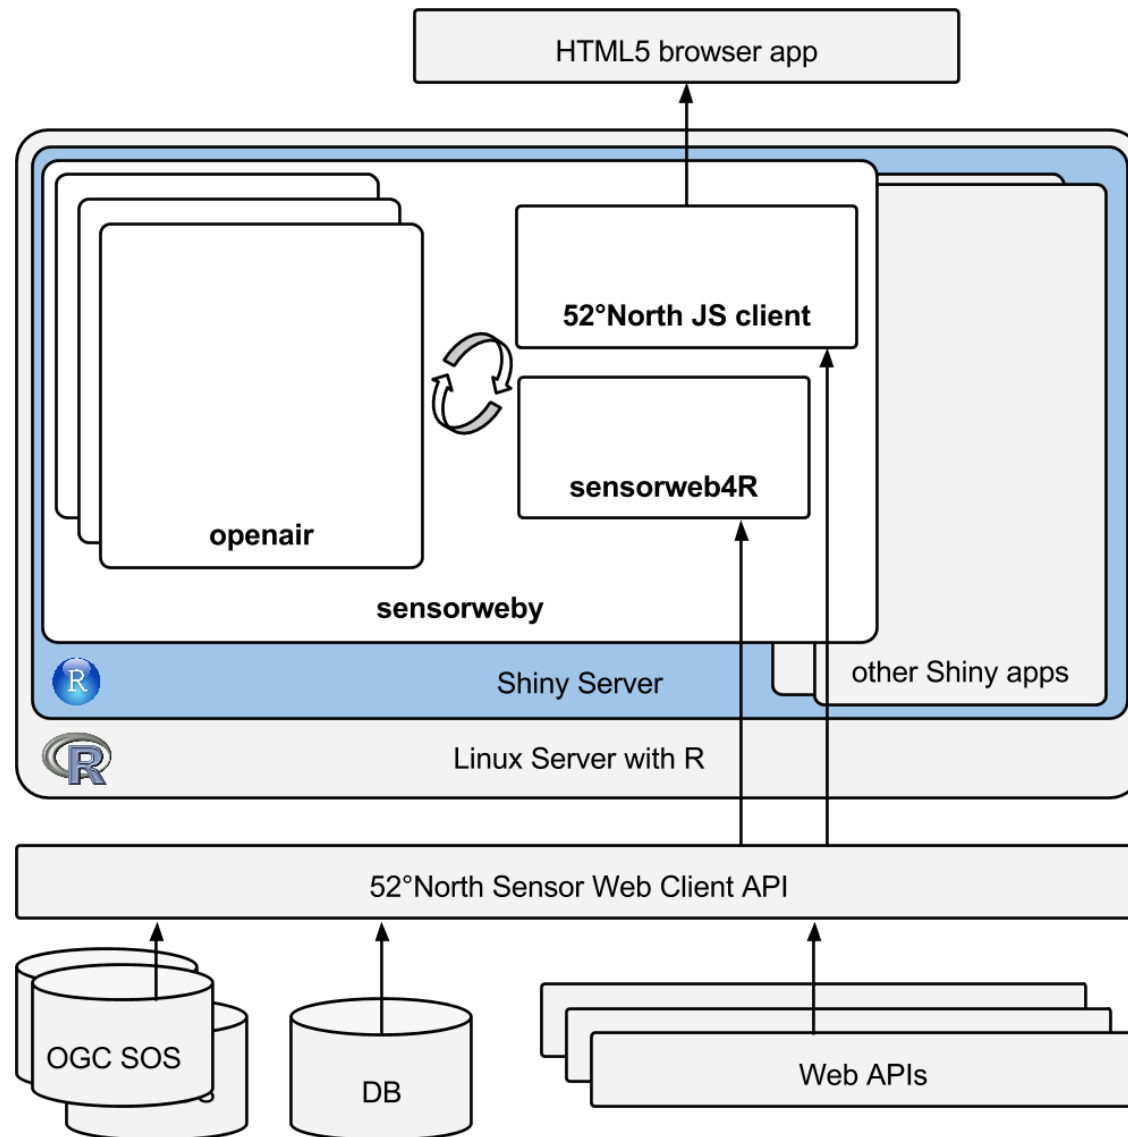 HTML5 browser app
52°North JS client
sensorweb4R
openair
sensorweby
other Shiny apps
R
Shiny Server
R
Linux Server with R
52°North Sensor Web Client API
OGC SOS
S
DB
Web APIs